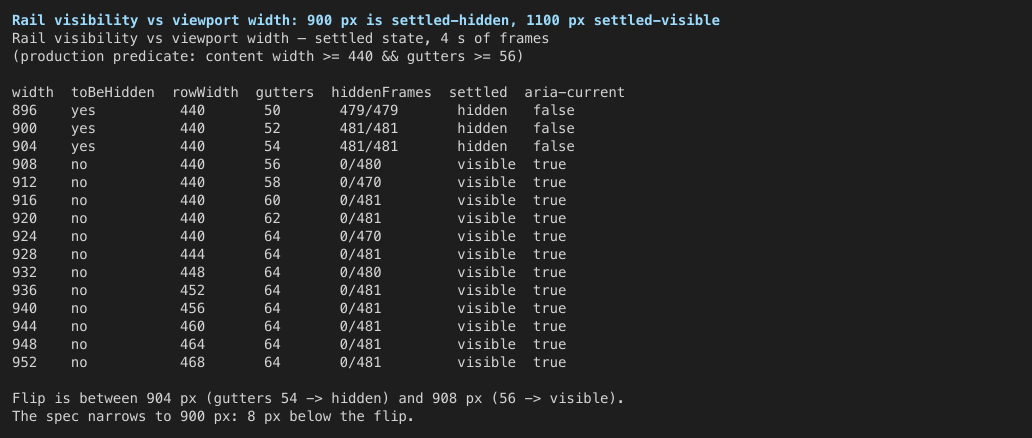 Rail visibility vs viewport width: 900 px is settled-hidden, 1100 px settled-visible
Rail visibility vs viewport width — settled state, 4 s of frames
(production predicate: content width >= 440 && gutters >= 56)
width toBeHidden rowWidth gutters hiddenFrames settled aria-current
896 yes 440 50 479/479 hidden false
900 yes 440 52 481/481 hidden false
904 yes 440 54 481/481 hidden false
908 no 440 56 0/480 visible true
912 no 440 58 0/470 visible true
916 no 440 60 0/481 visible true
920 no 440 62 0/481 visible true
924 no 440 64 0/470 visible true
928 no 444 64 0/481 visible true
932 no 448 64 0/480 visible true
936 no 452 64 0/481 visible true
940 no 456 64 0/481 visible true
944 no 460 64 0/481 visible true
948 no 464 64 0/481 visible true
952 no 468 64 0/481 visible true
Flip is between 904 px (gutters 54 -> hidden) and 908 px (56 -> visible).
The spec narrows to 900 px: 8 px below the flip.